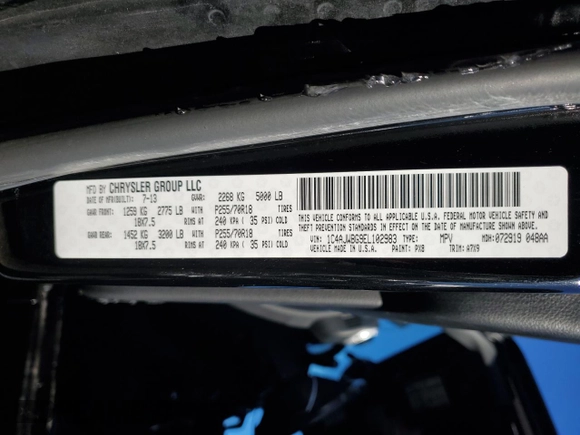 MFD BY CHRYSLER GROUP LLC
DATE OF MFR(BUILT): 7-13 GVWR: 2268 KG 5000 LB
GAWR FRONT: 1259 KG 2775 LB WITH P255/70R18 TIRES
18X7.5 RIMS AT 240 KPA ( 35 PSI) COLD
GAWR REAR: 1452 KG 3200 LB WITH P255/70R18 TIRES
18X7.5 RIMS AT 240 KPA ( 35 PSI) COLD
THIS VEHICLE CONFORMS TO ALL APPLICABLE U.S.A. FEDERAL MOTOR VEHICLE SAFETY AND
THEFT PREVENTION STANDARDS IN EFFECT ON THE DATE OF MANUFACTURE SHOWN ABOVE.
VIN: 1C4AJWBG9EL102983 TYPE: MPV MDH: 072919 048AA
VEHICLE MADE IN U.S.A. PAINT: PX8 TRIM: A7X9